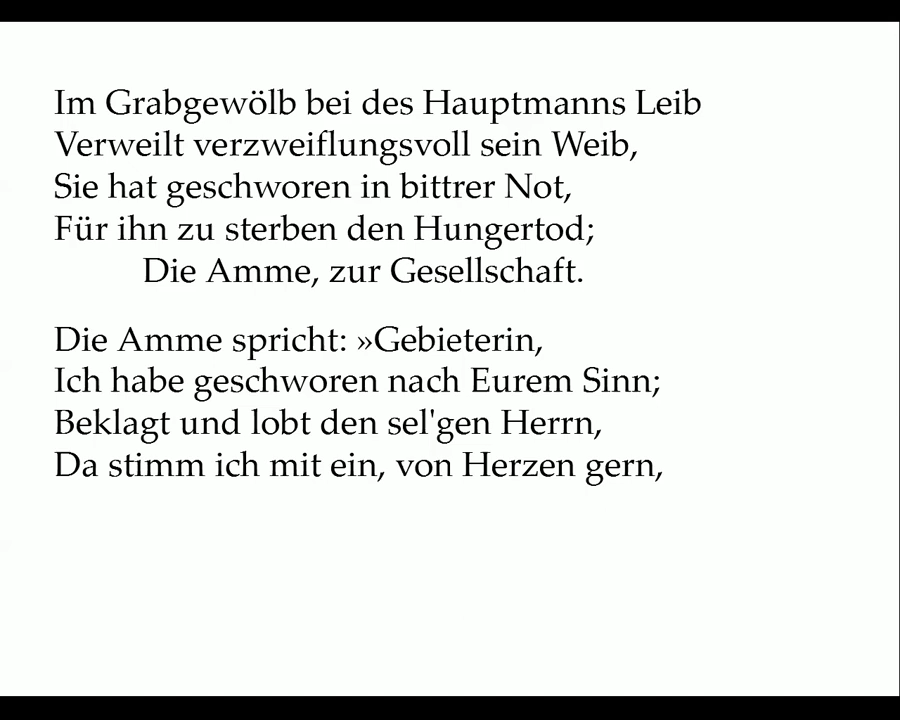 Im Grabgewölb bei des Hauptmanns Leib
Verweilt verzweiflungsvoll sein Weib,
Sie hat geschworen in bittrer Not,
Für ihn zu sterben den Hungertod;
Die Amme, zur Gesellschaft.
Die Amme spricht: »Gebieterin,
Ich habe geschworen nach Eurem Sinn;
Beklagt und lobt den sel'gen Herrn,
Da stimm ich mit ein, von Herzen gern,